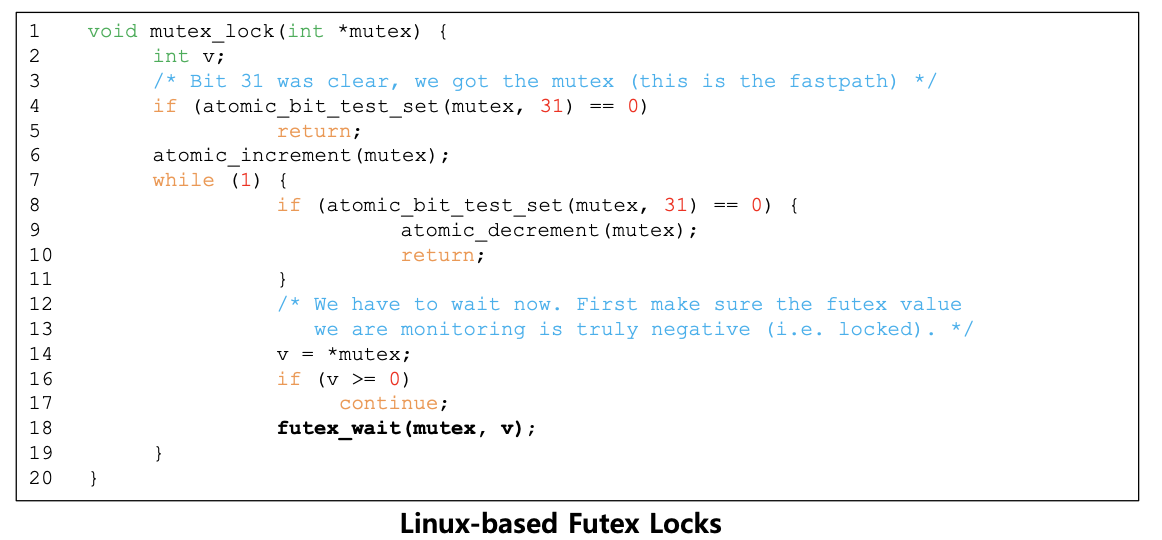 1 void mutex_lock(int *mutex) {
2 int v;
3 /* Bit 31 was clear, we got the mutex (this is the fastpath) */
4 if (atomic_bit_test_set(mutex, 31) == 0)
5 return;
6 atomic_increment(mutex);
7 while (1) {
8 if (atomic_bit_test_set(mutex, 31) == 0) {
9 atomic_decrement(mutex);
10 return;
11 }
12 /* We have to wait now. First make sure the futex value
13 we are monitoring is truly negative (i.e. locked). */
14 v = *mutex;
16 if (v >= 0)
17 continue;
18 futex_wait(mutex, v);
19 }
20 }
Linux-based Futex Locks